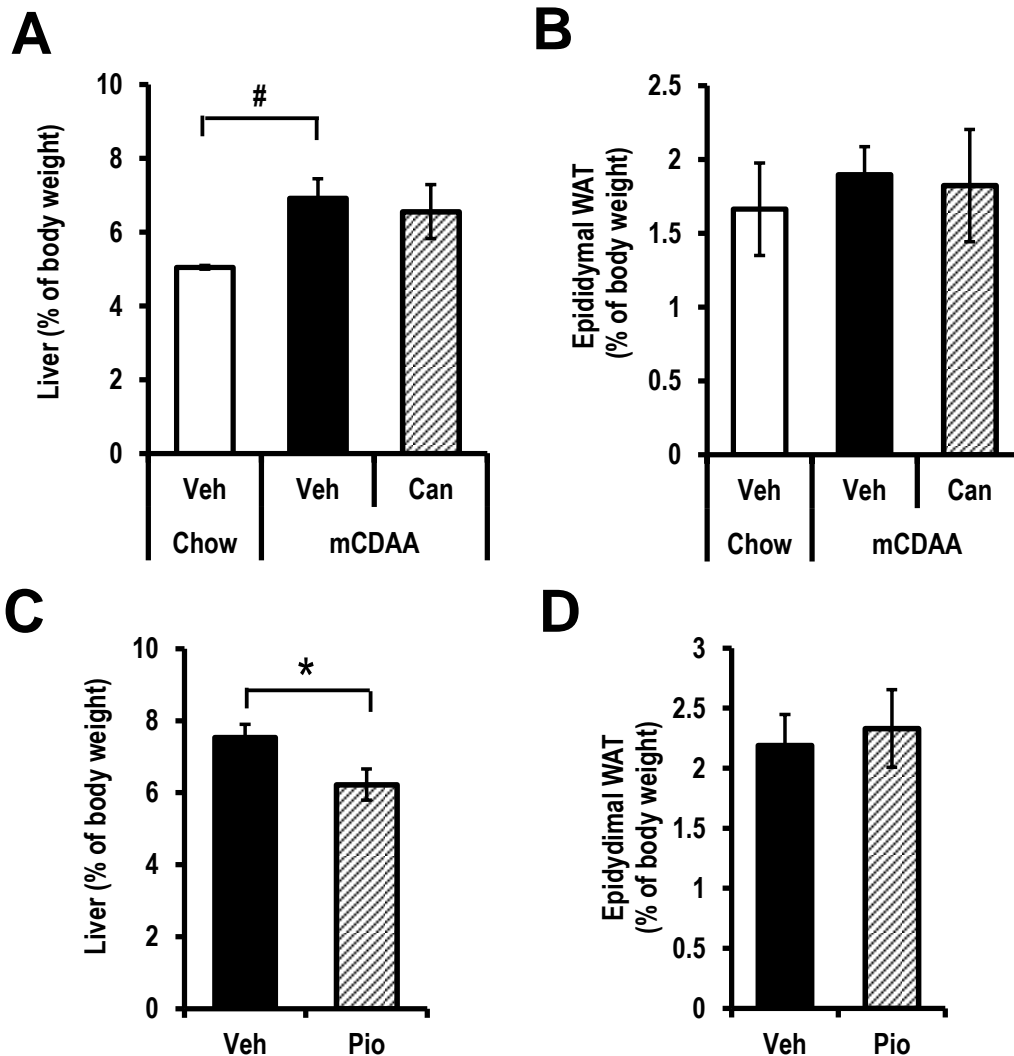 A
Liver (% of body weight)
10
8
6
4
2
0
#
Veh
Veh
Can
Chow
mCDAA
B
Epididymal WAT
(% of body weight)
2.5
2
1.5
1
0.5
0
Veh
Veh
Can
Chow
mCDAA
C
Liver (% of body weight)
10
8
6
4
2
0
*
Veh
Pio
D
Epidydimal WAT
(% of body weight)
3
2.5
2
1.5
1
0.5
0
Veh
Pio